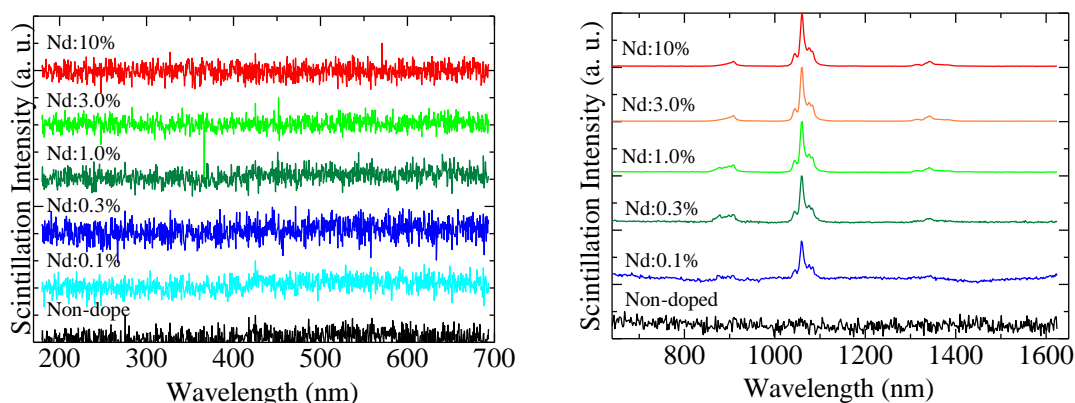 Scintillation Intensity (a. u.)
Nd:10%
Nd:3.0%
Nd:1.0%
Nd:0.3%
Nd:0.1%
Non-dope
200 300 400 500 600 700
Wavelength (nm)
Scintillation Intensity (a. u.)
Nd:10%
Nd:3.0%
Nd:1.0%
Nd:0.3%
Nd:0.1%
Non-doped
800 1000 1200 1400 1600
Wavelength (nm)